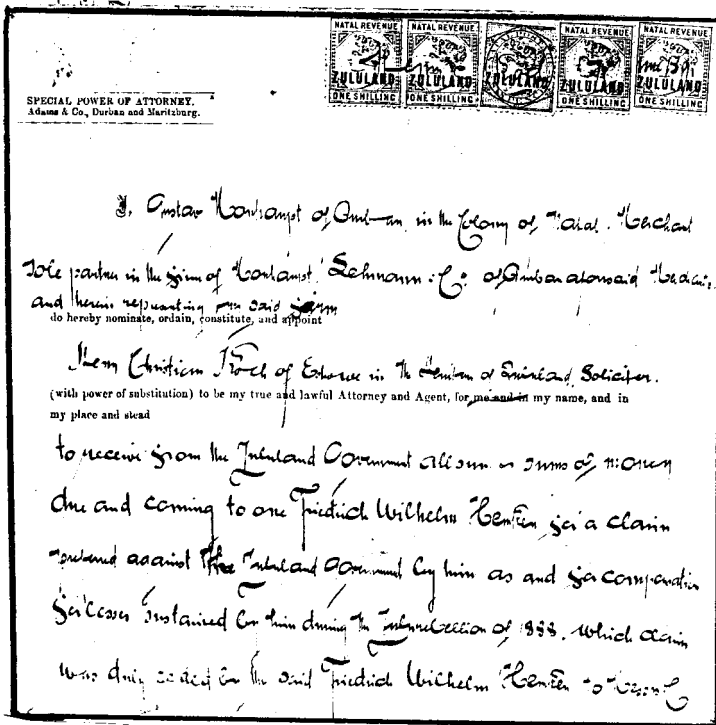 NATAL REVENUE NATAL REVENUE NATAL REVENUE NATAL REVENUE
ZULULAND ZULULAND ZULULAND ZULULAND ZULULAND
ONE SHILLING ONE SHILLING ONE SHILLING ONE SHILLING
SPECIAL POWER OF ATTORNEY.
Adams & Co., Durban and Maritzburg.
I, Gustav of Durban in the Colony of Natal. Merchant
Sole partner in the firm of Lehmann & Co of Durban aforesaid
and herein representing my said firm
do hereby nominate, ordain, constitute, and appoint
Christian of Eshowe in the of Zululand, Solicitor.
(with power of substitution) to be my true and lawful Attorney and Agent, for me and in my name, and in
my place and stead
to receive from the Zululand Government all sum or sums of money
due and coming to one Friedrich Wilhelm for a claim
preferred against the Zululand Government by him as and for compensation
for losses sustained by him during the Zulu rebellion of 1888. which claim
was duly ceded by the said Friedrich Wilhelm to